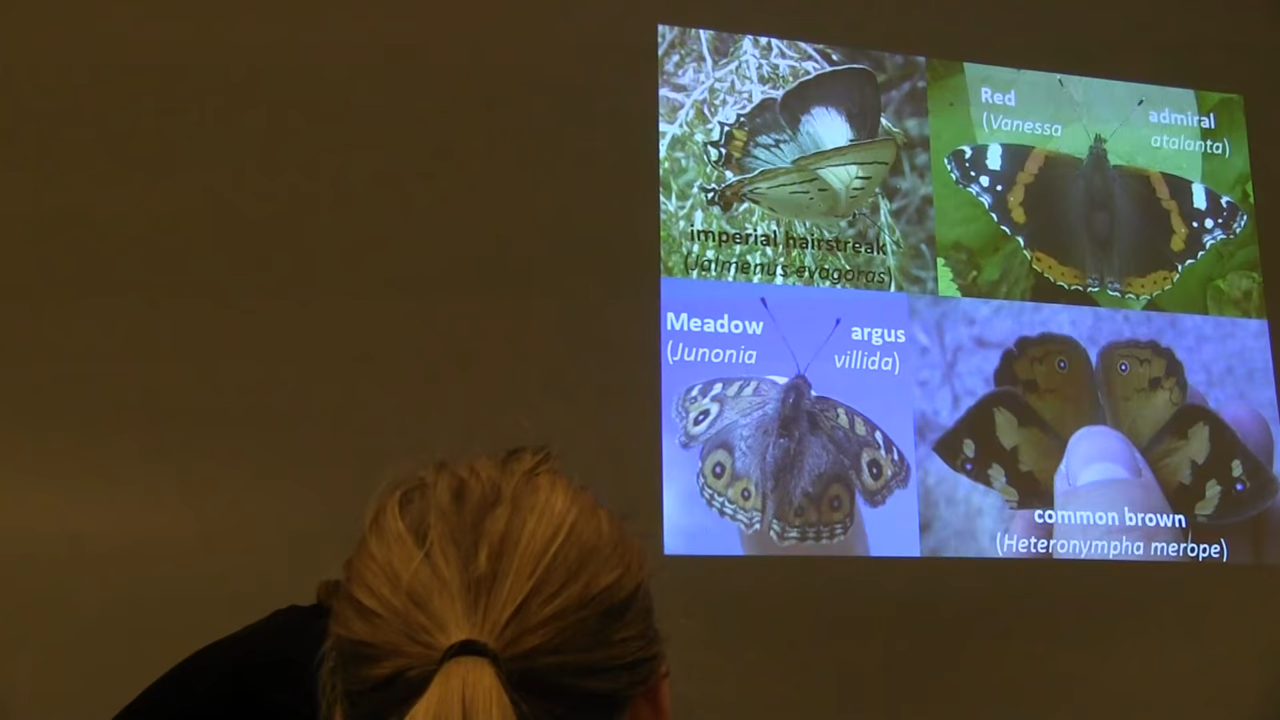 imperial hairstreak
(Jalmenus evagoras)
Red admiral
(Vanessa atalanta)
Meadow argus
(Junonia villida)
common brown
(Heteronympha merope)